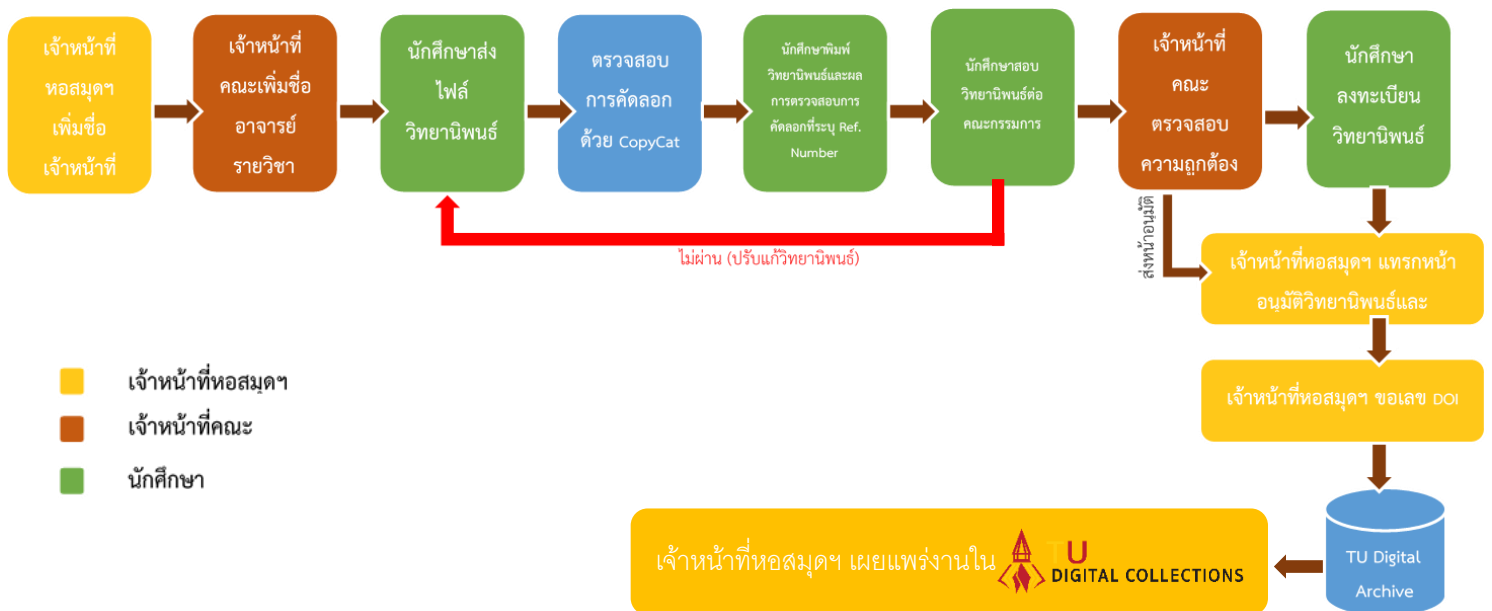 เจ้าหน้าที่
หอสมุดฯ
เพิ่มชื่อ
เจ้าหน้าที่
เจ้าหน้าที่
คณะเพิ่มชื่อ
อาจารย์
รายวิชา
นักศึกษาส่ง
ไฟล์
วิทยานิพนธ์
ตรวจสอบ
การคัดลอก
ด้วย CopyCat
นักศึกษาพิมพ์
วิทยานิพนธ์และผล
การตรวจสอบการ
คัดลอกที่ระบุ Ref.
Number
นักศึกษาสอบ
วิทยานิพนธ์ต่อ
คณะกรรมการ
เจ้าหน้าที่
คณะ
ตรวจสอบ
ความถูกต้อง
นักศึกษา
ลงทะเบียน
วิทยานิพนธ์
ไม่ผ่าน (ปรับแก้วิทยานิพนธ์)
ส่งหน้าอนุมัติ
เจ้าหน้าที่หอสมุดฯ แทรกหน้า
อนุมัติวิทยานิพนธ์และ
เจ้าหน้าที่หอสมุดฯ ขอเลข DOI
เจ้าหน้าที่หอสมุดฯ
เจ้าหน้าที่คณะ
นักศึกษา
TU Digital
Archive
เจ้าหน้าที่หอสมุดฯ เผยแพร่งานใน
TU
DIGITAL COLLECTIONS